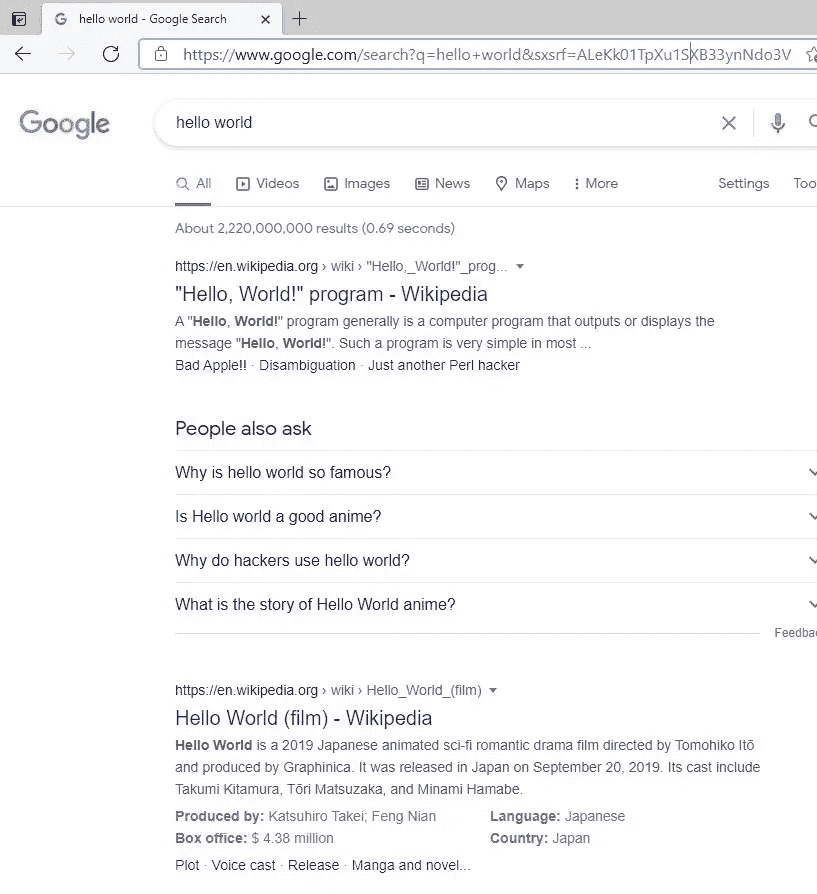 hello world - Google Search
https://www.google.com/search?q=hello+world&sxsrf=ALeKk01TpXu1SXB33ynNdo3V
Google
hello world
All Videos Images News Maps More Settings Too
About 2,220,000,000 results (0.69 seconds)
https://en.wikipedia.org › wiki › "Hello,_World!"_prog...
"Hello, World!" program - Wikipedia
A "Hello, World!" program generally is a computer program that outputs or displays the
message "Hello, World!". Such a program is very simple in most ...
Bad Apple!! · Disambiguation · Just another Perl hacker
People also ask
Why is hello world so famous?
Is Hello world a good anime?
Why do hackers use hello world?
What is the story of Hello World anime?
Feedbac
https://en.wikipedia.org › wiki › Hello_World_(film)
Hello World (film) - Wikipedia
Hello World is a 2019 Japanese animated sci-fi romantic drama film directed by Tomohiko Itō
and produced by Graphinica. It was released in Japan on September 20, 2019. Its cast include
Takumi Kitamura, Tōri Matsuzaka, and Minami Hamabe.
Produced by: Katsuhiro Takei; Feng Nian Language: Japanese
Box office: $ 4.38 million Country: Japan
Plot · Voice cast · Release · Manga and novel...